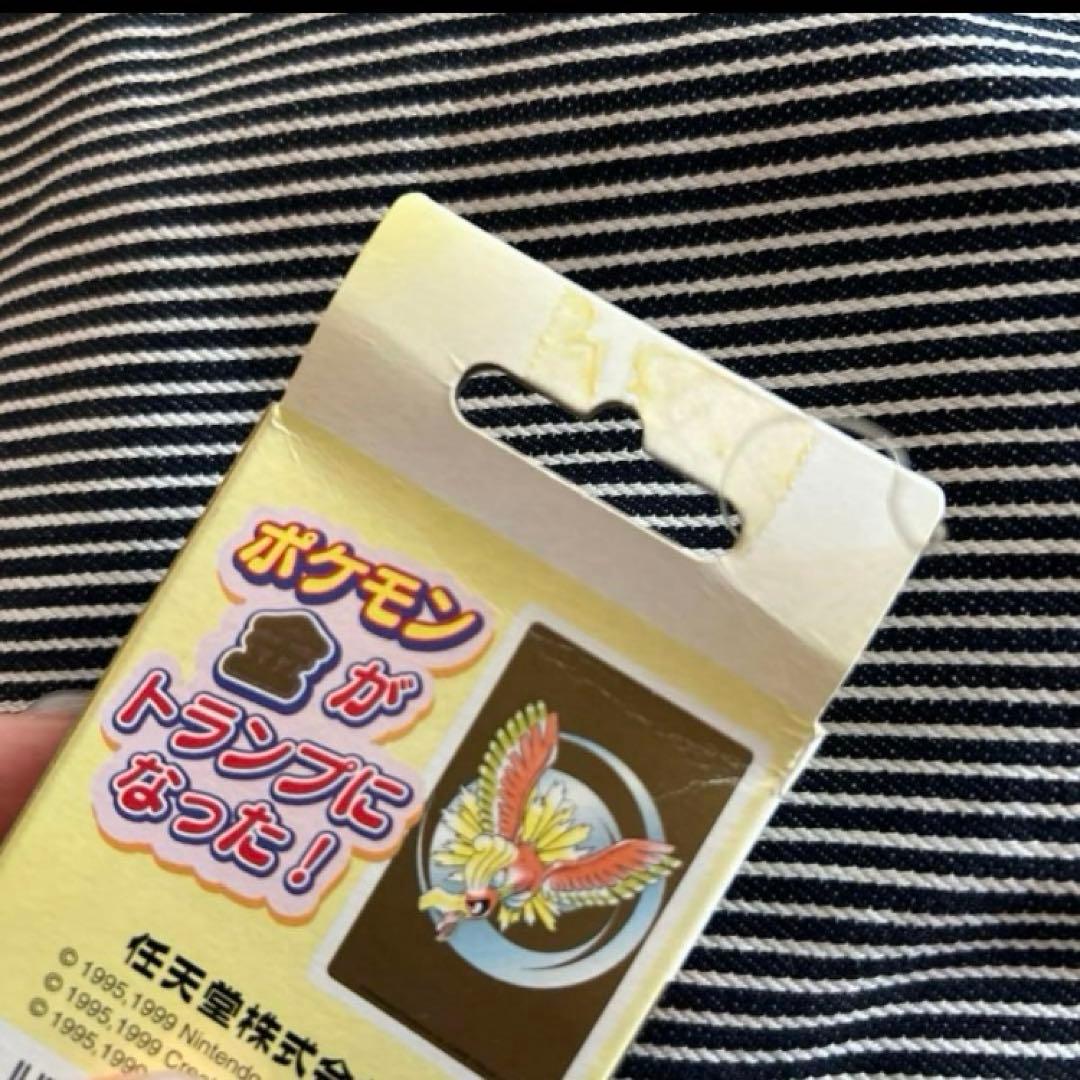 ポケモン
金が
トランプに
なった!
任天堂株式会
© 1995,1999 Nintendo
© 1995,1999 Crea
© 1995,199